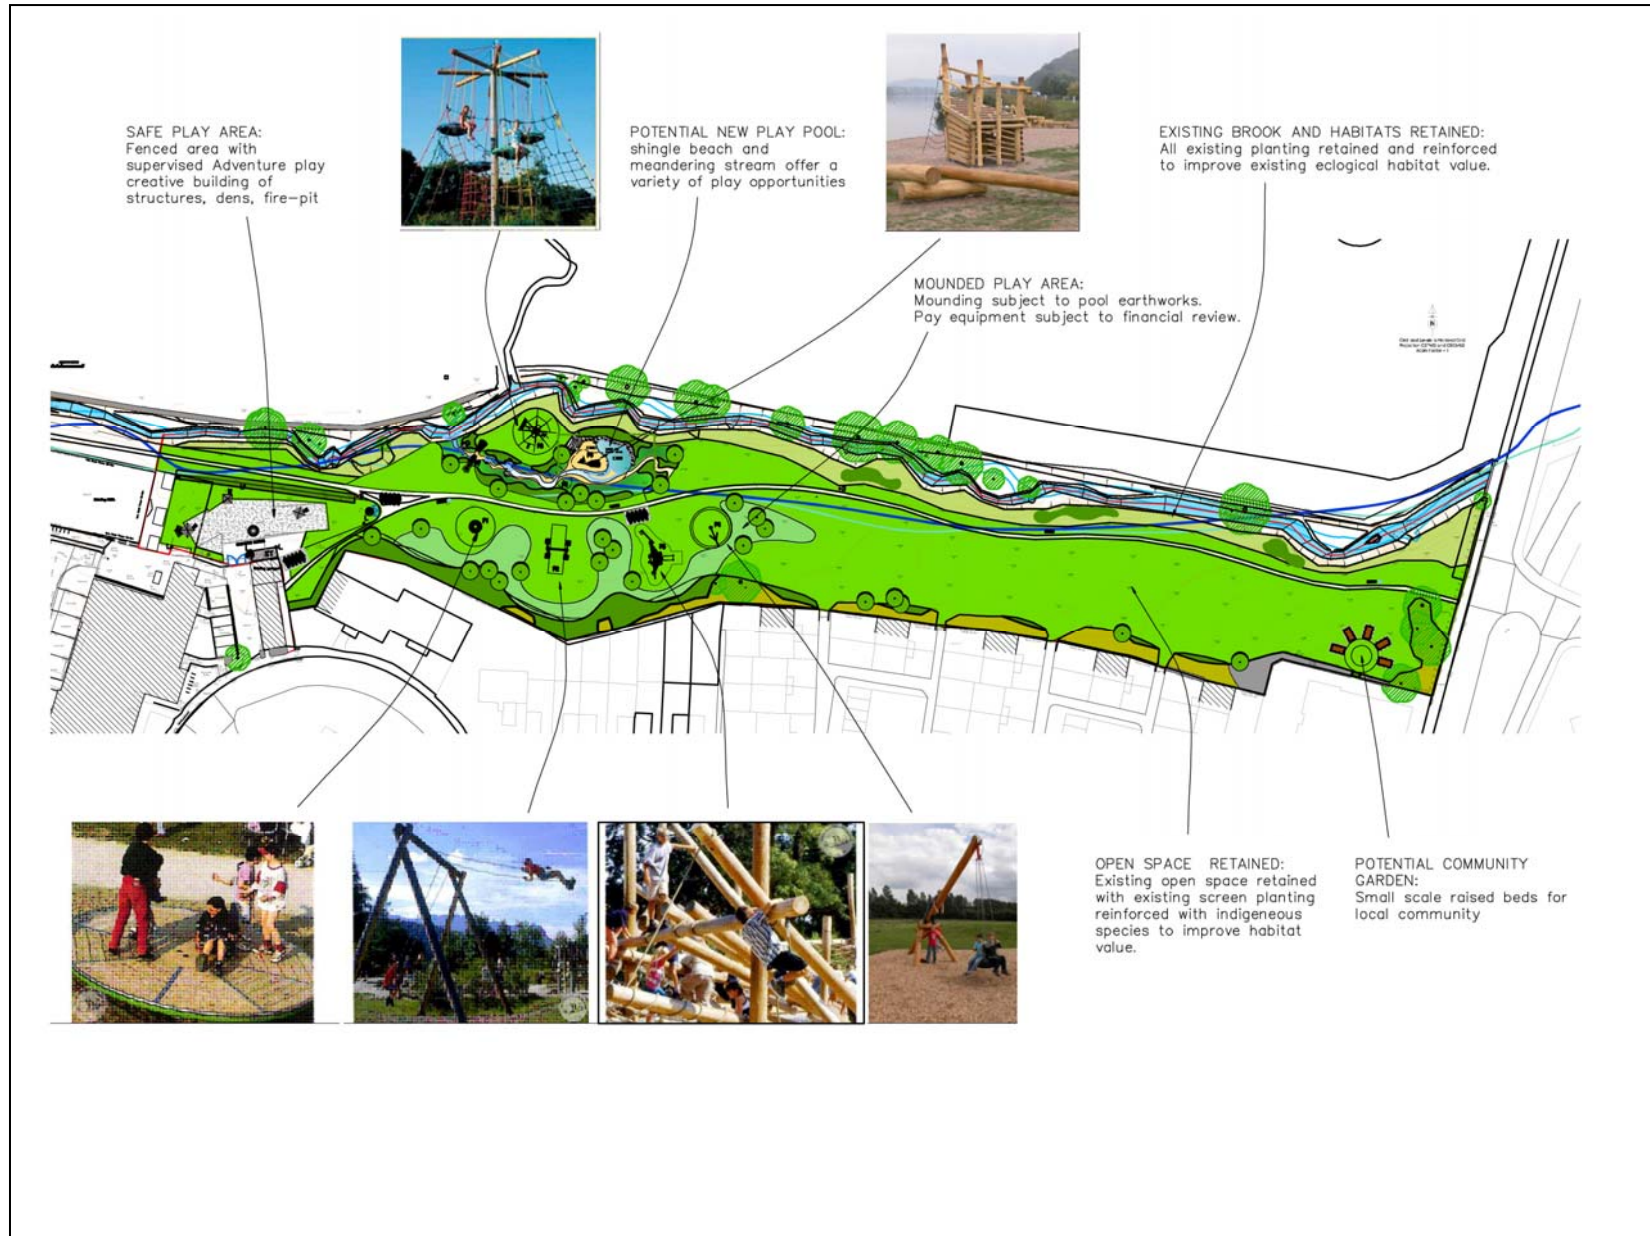 SAFE PLAY AREA:
Fenced area with
supervised Adventure play
creative building of
structures, dens, fire-pit
POTENTIAL NEW PLAY POOL:
shingle beach and
meandering stream offer a
variety of play opportunities
EXISTING BROOK AND HABITATS RETAINED:
All existing planting retained and reinforced
to improve existing eclogical habitat value.
MOUNDED PLAY AREA:
Mounding subject to pool earthworks.
Pay equipment subject to financial review.
OPEN SPACE RETAINED:
Existing open space retained
with existing screen planting
reinforced with indigeneous
species to improve habitat
value.
POTENTIAL COMMUNITY
GARDEN:
Small scale raised beds for
local community